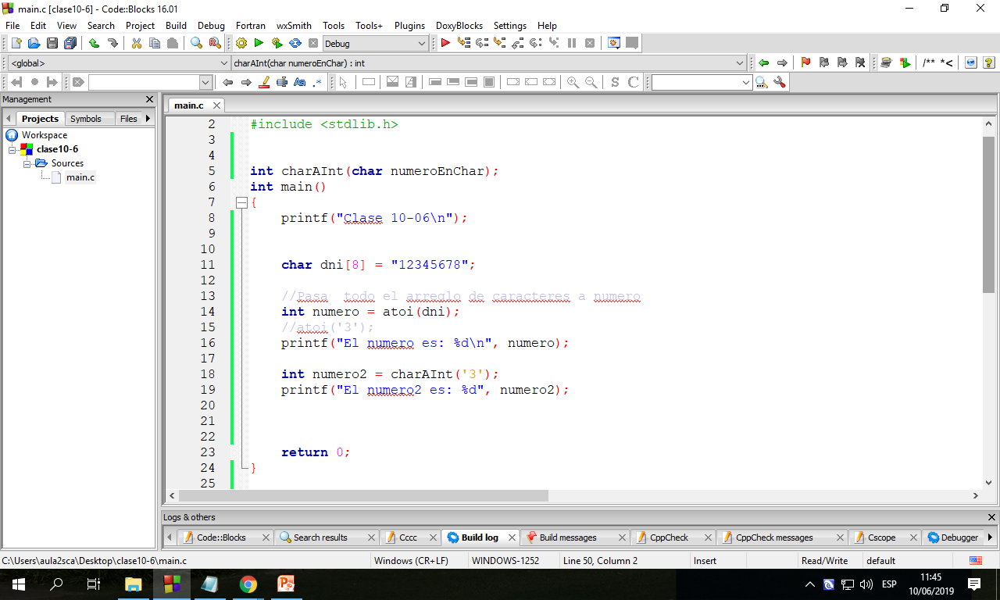 main.c [clase10-6] - Code::Blocks 16.01
File Edit View Search Project Build Debug Fortran wxSmith Tools Tools+ Plugins DoxyBlocks Settings Help
Debug
<global> charAInt(char numeroEnChar) : int /** *<
Aa .* S C
Management
main.c
Projects Symbols Files
Workspace
clase10-6
Sources
main.c
2 #include <stdlib.h>
3
4
5 int charAInt(char numeroEnChar);
6 int main()
7 {
8 printf("Clase 10-06\n");
9
10
11 char dni[8] = "12345678";
12
13 //Pasa  todo el arreglo de caracteres a numero
14 int numero = atoi(dni);
15 //atoi('3');
16 printf("El numero es: %d\n", numero);
17
18 int numero2 = charAInt('3');
19 printf("El numero2 es: %d", numero2);
20
21
22
23 return 0;
24 }
25
Logs & others
Code::Blocks Search results Cccc Build log Build messages CppCheck CppCheck messages Cscope Debugger
C:\Users\aula2sca\Desktop\clase10-6\main.c Windows (CR+LF) WINDOWS-1252 Line 50, Column 2 Insert Read/Write default
ESP 11:45
10/06/2019